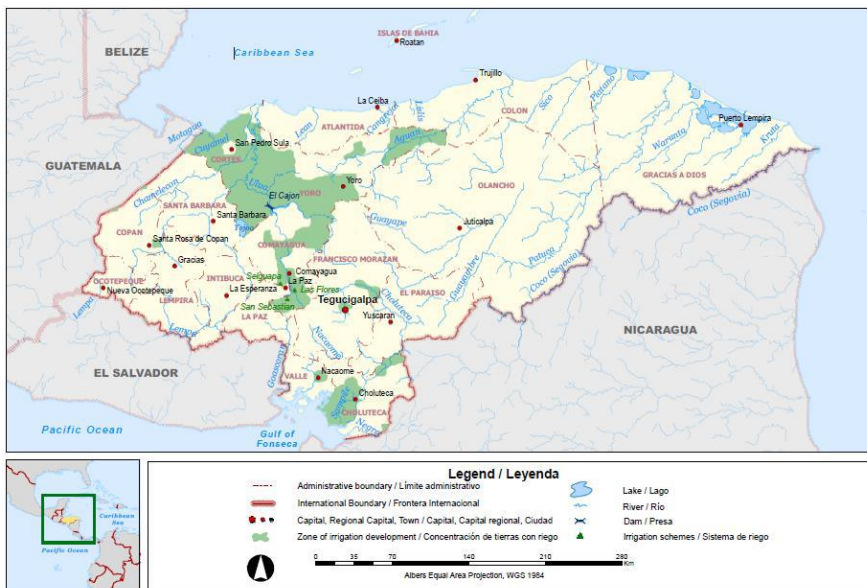 ISLAS DE BAHIA
Roatan
BELIZE
Caribbean Sea
Trujillo
La Ceiba
COLON
Sico
Platano
Puerto Lempira
Motagua
Cuyamel
Lean
ATLANTIDA
Cangrejal
Lislis
Aguan
Warunta
Kruta
San Pedro Sula
CORTES
GUATEMALA
Chamelecon
Ulua
El Cajon
YORO
Yoro
OLANCHO
GRACIAS A DIOS
SANTA BARBARA
Santa Barbara
Yojoa
Guayape
Juticalpa
Coco (Segovia)
COPAN
Santa Rosa de Copan
COMAYAGUA
Gracias
FRANCISCO MORAZAN
Patuca
Coco (Segovia)
OCOTEPEQUE
INTIBUCA
Selguapa
Comayagua
Guayambre
Nueva Ocotepeque
La Paz
Las Flores
EL PARAISO
Lempa
LEMPIRA
La Esperanza
San Sebastian
Tegucigalpa
Choluteca
LA PAZ
Yuscaran
Lempa
Nacaome
NICARAGUA
EL SALVADOR
Goascoran
VALLE
Nacaome
Choluteca
Sampile
CHOLUTECA
Negro
Pacific Ocean
Gulf of
Fonseca
Legend / Leyenda
Administrative boundary / Límite administrativo
International Boundary / Frontera Internacional
Capital, Regional Capital, Town / Capital, Capital regional, Ciudad
Zone of irrigation development / Concentración de tierras con riego
Lake / Lago
River / Río
Dam / Presa
Irrigation schemes / Sistema de riego
0 35 70 140 210 280
Km
Albers Equal Area Projection, WGS 1984
Caribbean
Sea
Pacific Ocean